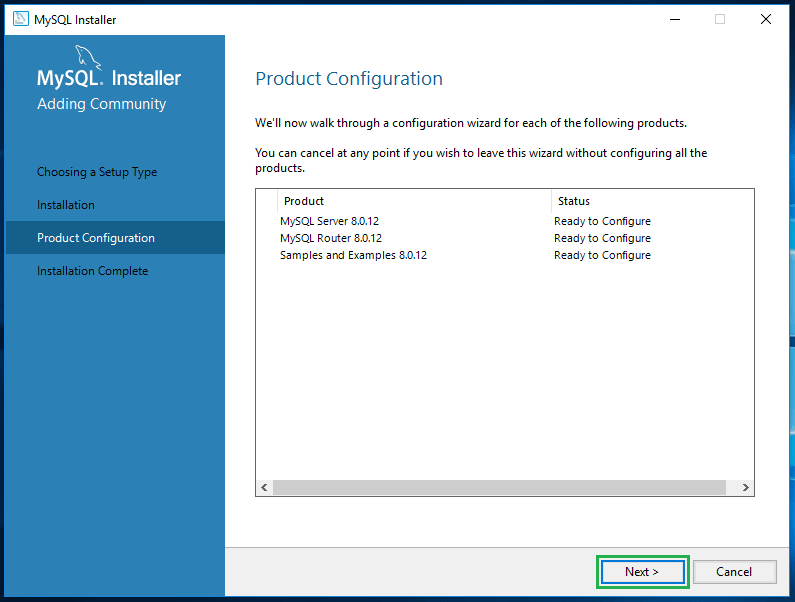 MySQL Installer
MySQL. Installer
Adding Community
Choosing a Setup Type
Installation
Product Configuration
Installation Complete
Product Configuration
We'll now walk through a configuration wizard for each of the following products.
You can cancel at any point if you wish to leave this wizard without configuring all the
products.
Product Status
MySQL Server 8.0.12 Ready to Configure
MySQL Router 8.0.12 Ready to Configure
Samples and Examples 8.0.12 Ready to Configure
Next > Cancel